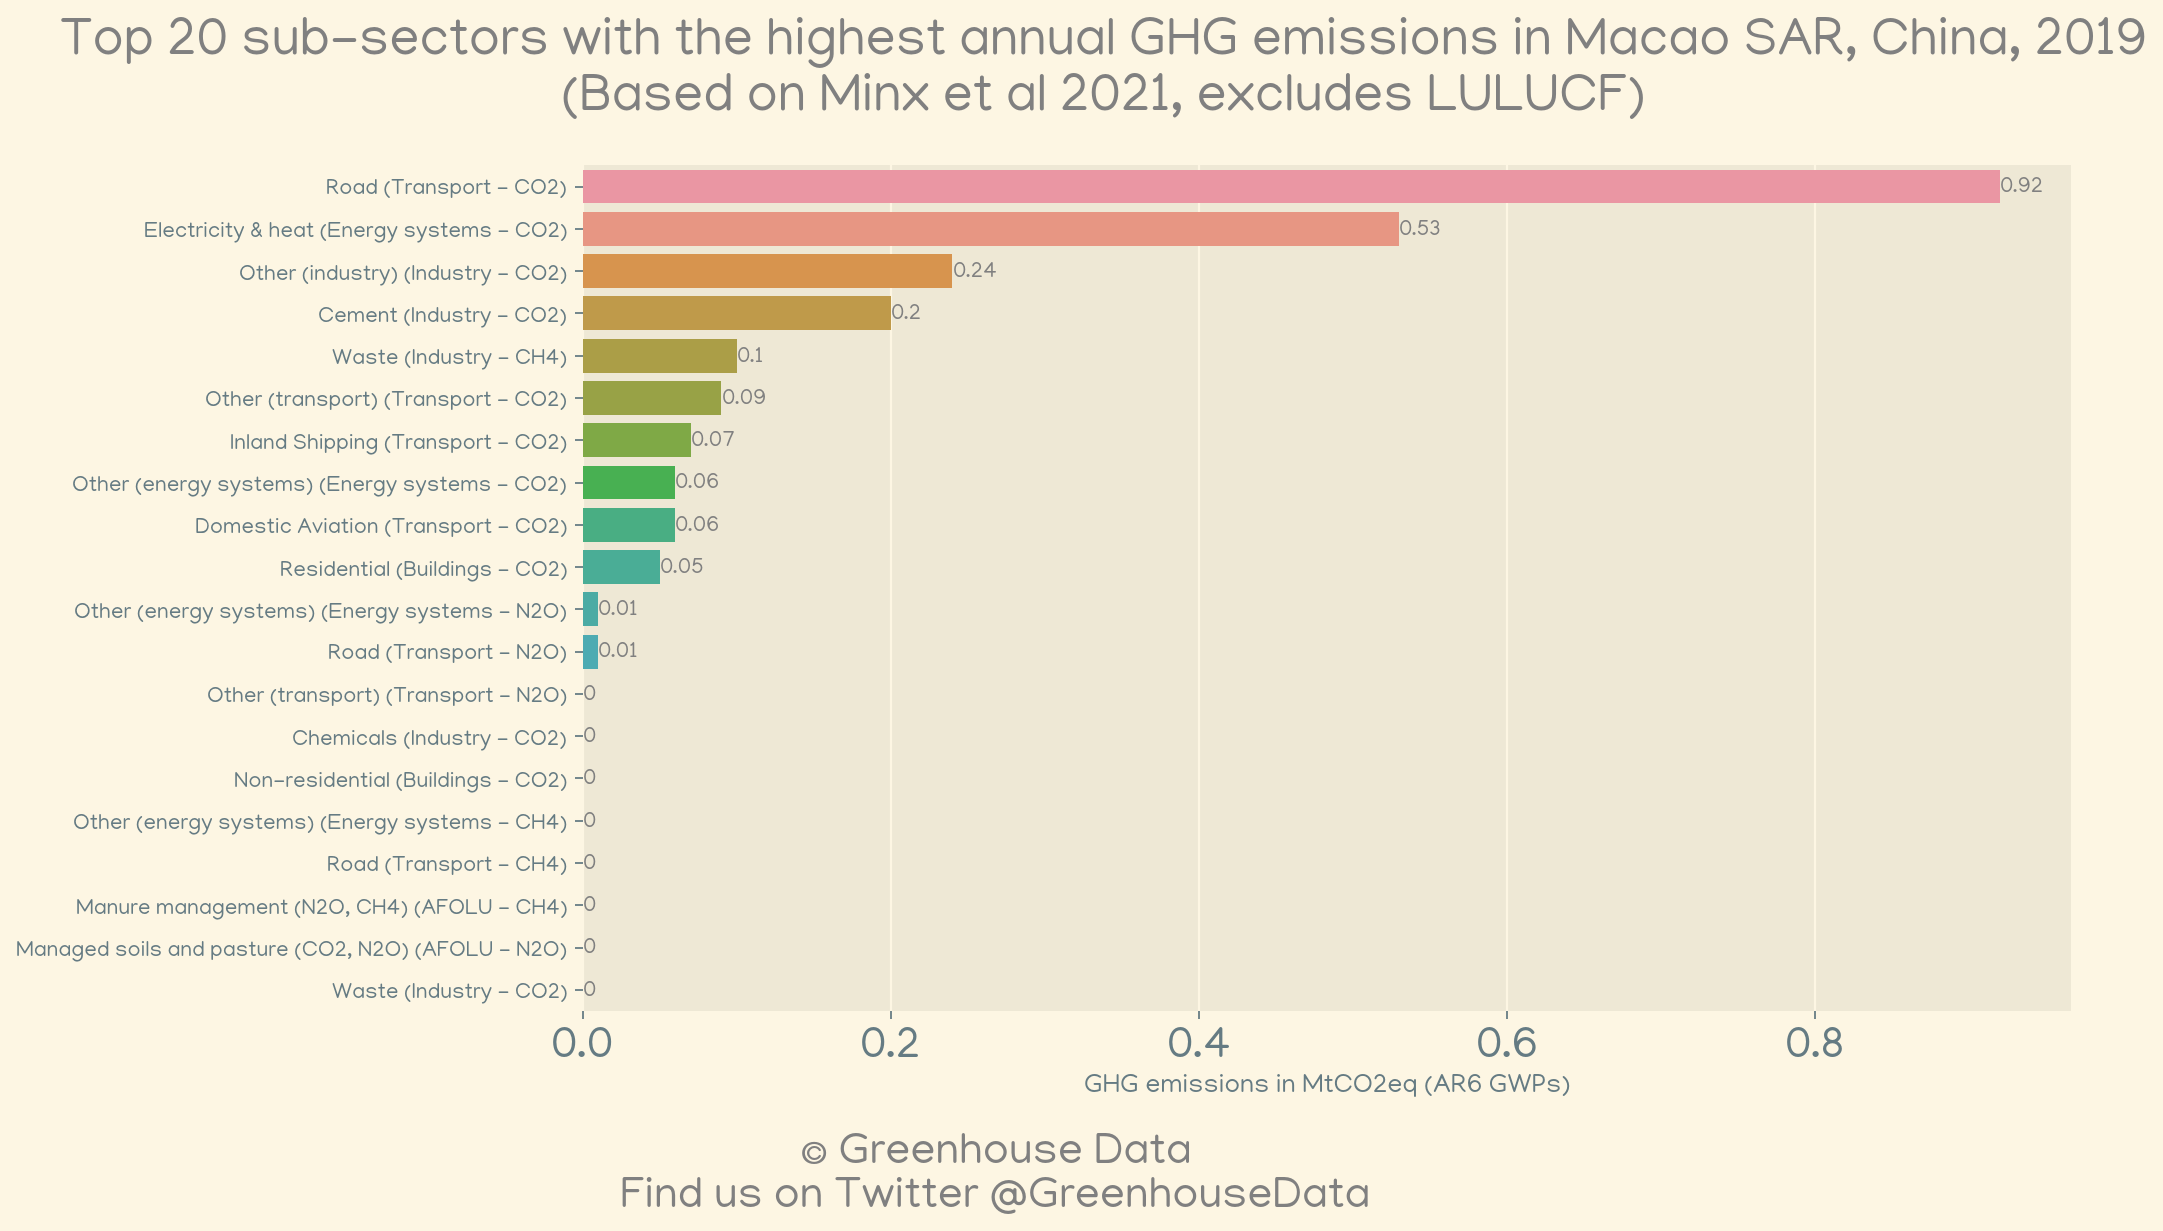 Top 20 sub-sectors with the highest annual GHG emissions in Macao SAR, China, 2019
(Based on Minx et al 2021, excludes LULUCF)
Road (Transport - CO2) 0.92
Electricity & heat (Energy systems - CO2) 0.53
Other (industry) (Industry - CO2) 0.24
Cement (Industry - CO2) 0.2
Waste (Industry - CH4) 0.1
Other (transport) (Transport - CO2) 0.09
Inland Shipping (Transport - CO2) 0.07
Other (energy systems) (Energy systems - CO2) 0.06
Domestic Aviation (Transport - CO2) 0.06
Residential (Buildings - CO2) 0.05
Other (energy systems) (Energy systems - N2O) 0.01
Road (Transport - N2O) 0.01
Other (transport) (Transport - N2O) 0
Chemicals (Industry - CO2) 0
Non-residential (Buildings - CO2) 0
Other (energy systems) (Energy systems - CH4) 0
Road (Transport - CH4) 0
Manure management (N2O, CH4) (AFOLU - CH4) 0
Managed soils and pasture (CO2, N2O) (AFOLU - N2O) 0
Waste (Industry - CO2) 0
0.0 0.2 0.4 0.6 0.8
GHG emissions in MtCO2eq (AR6 GWPs)
© Greenhouse Data
Find us on Twitter @GreenhouseData